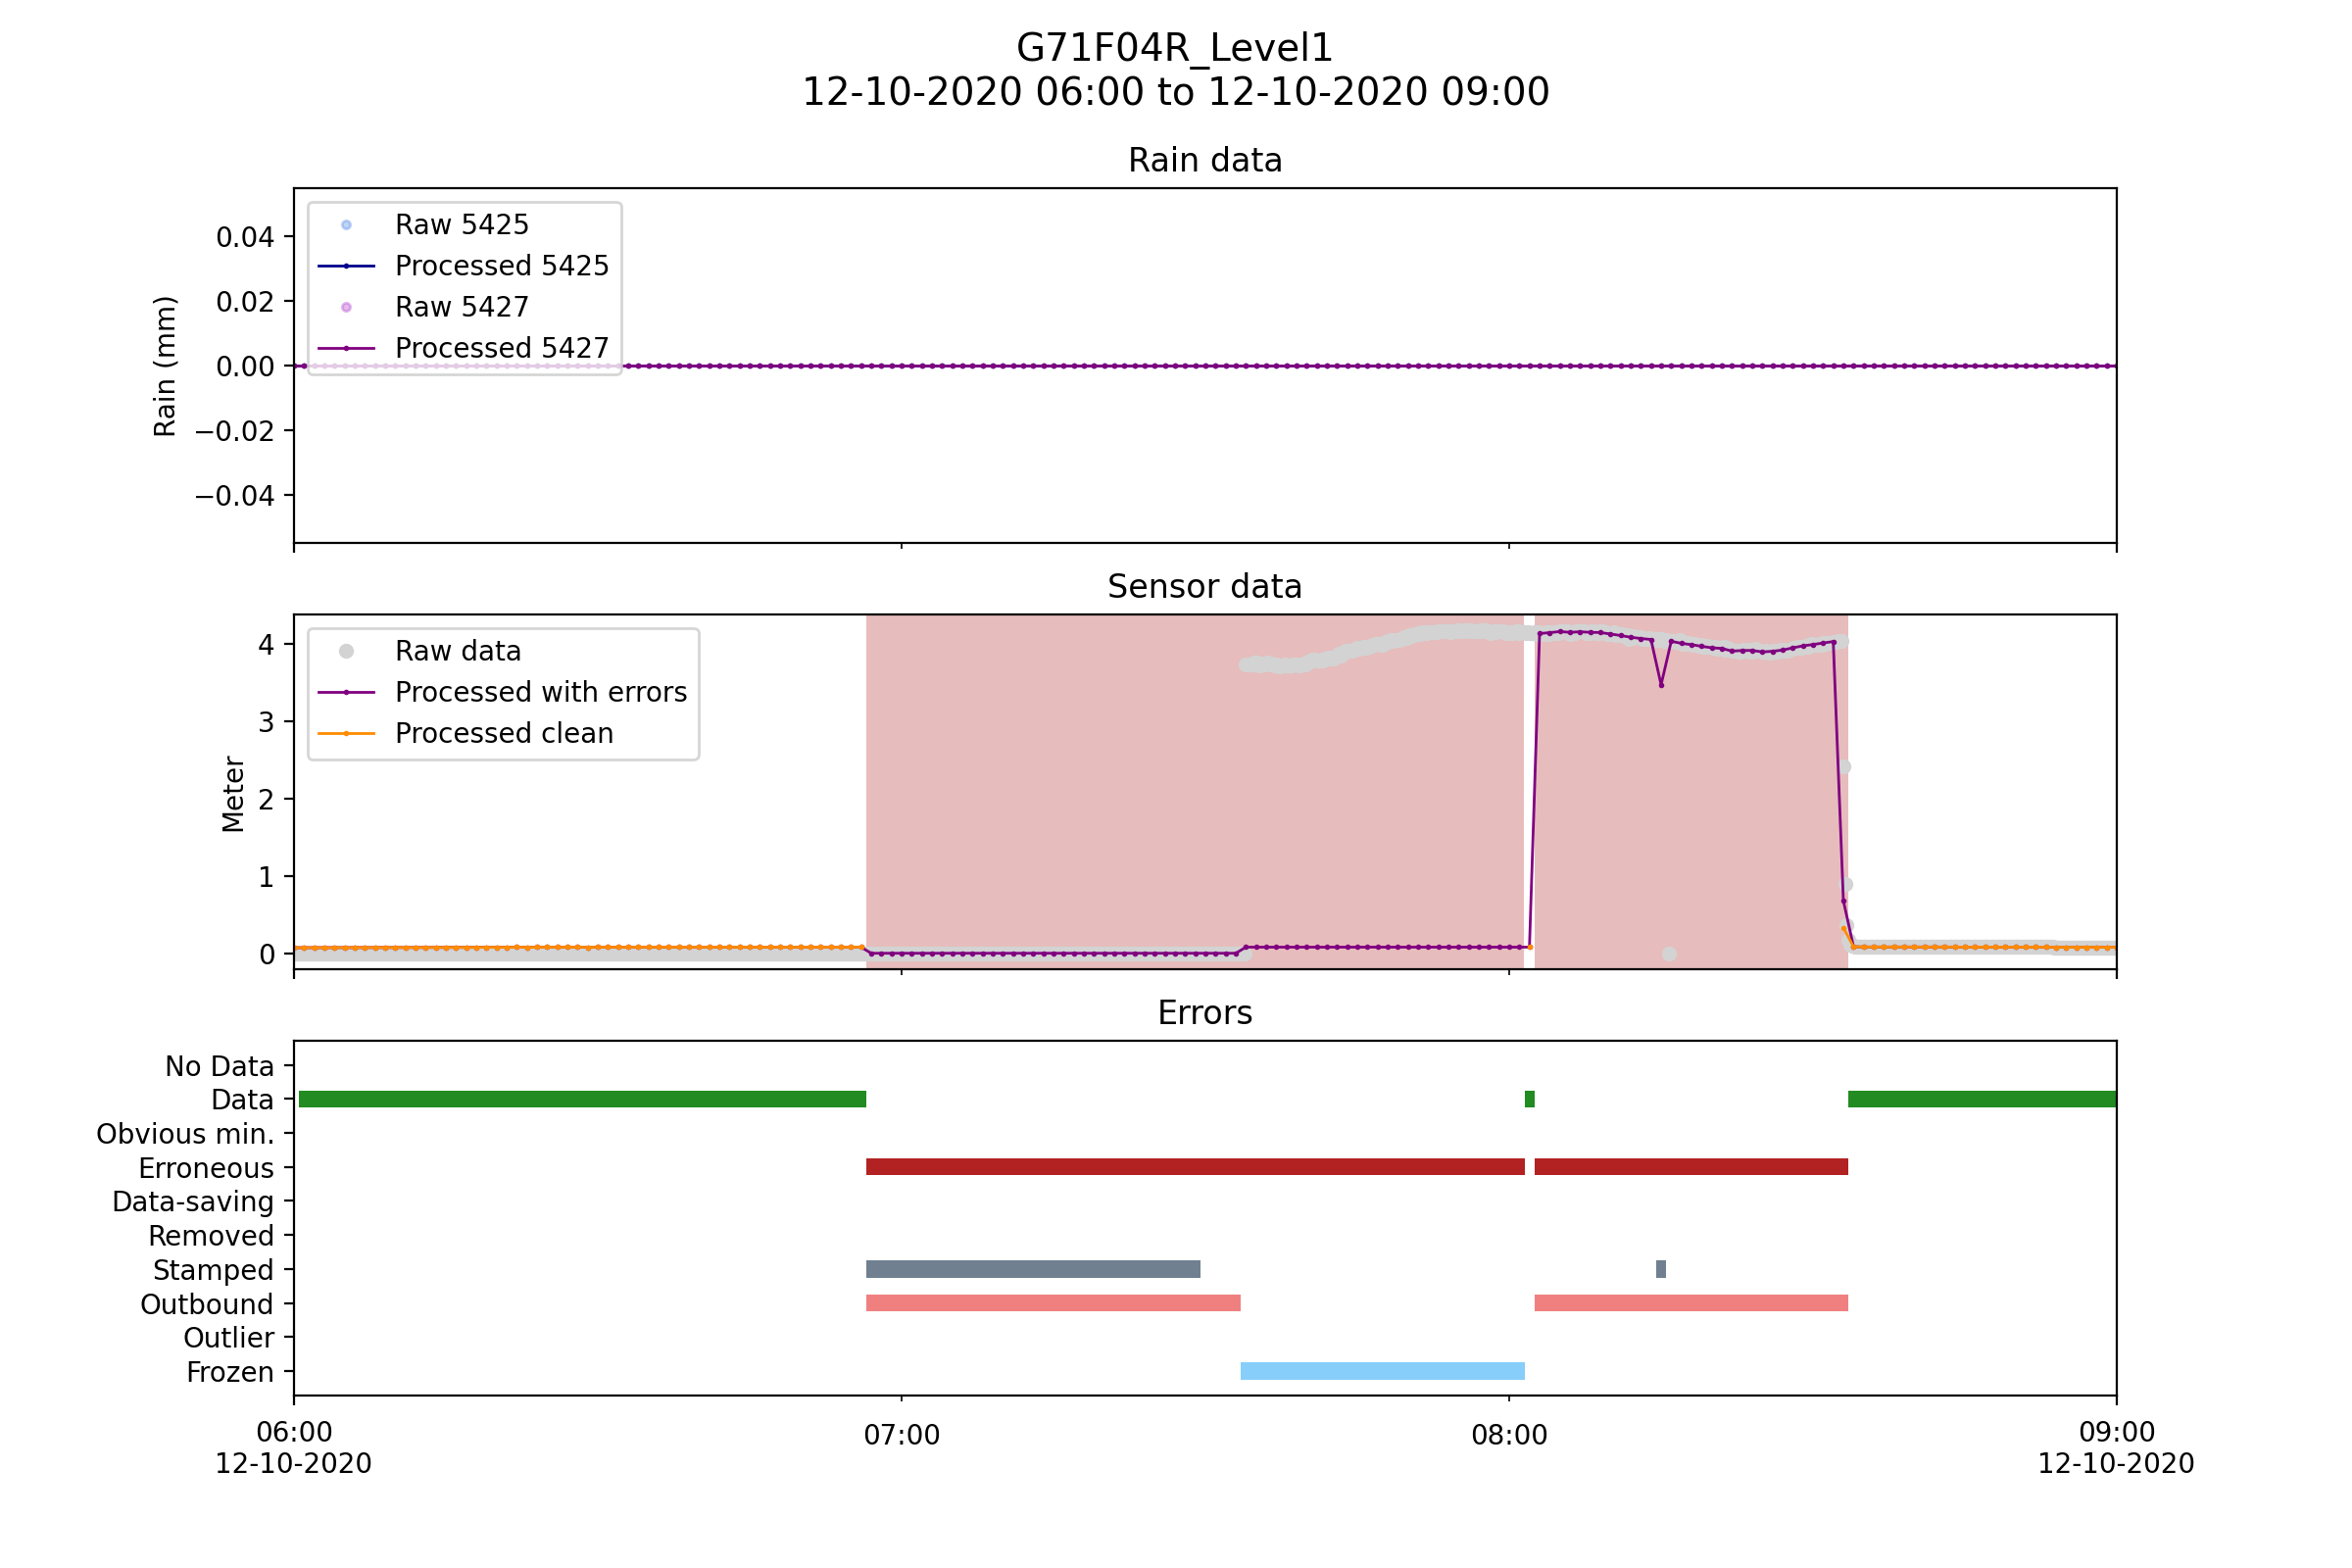 G71F04R_Level1
12-10-2020 06:00 to 12-10-2020 09:00
Rain data
Rain (mm)
0.04
0.02
0.00
−0.02
−0.04
Raw 5425
Processed 5425
Raw 5427
Processed 5427
Sensor data
Meter
4
3
2
1
0
Raw data
Processed with errors
Processed clean
Errors
No Data
Data
Obvious min.
Erroneous
Data-saving
Removed
Stamped
Outbound
Outlier
Frozen
06:00
12-10-2020
07:00
08:00
09:00
12-10-2020